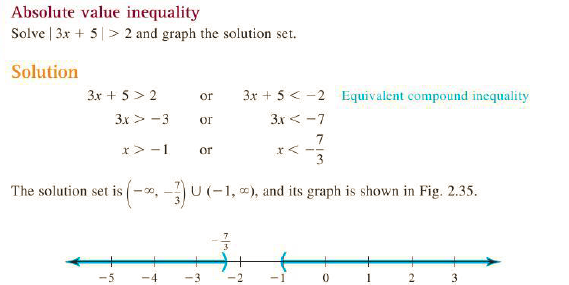 Absolute value inequality
Solve | 3x + 5 | > 2 and graph the solution set.
Solution
3x + 5 > 2 or 3x + 5 < −2 Equivalent compound inequality
3x > −3 or 3x < −7
x > −1 or x < −7/3
The solution set is (−∞, −7/3) ∪ (−1, ∞), and its graph is shown in Fig. 2.35.
−7/3
−5 −4 −3 −2 −1 0 1 2 3